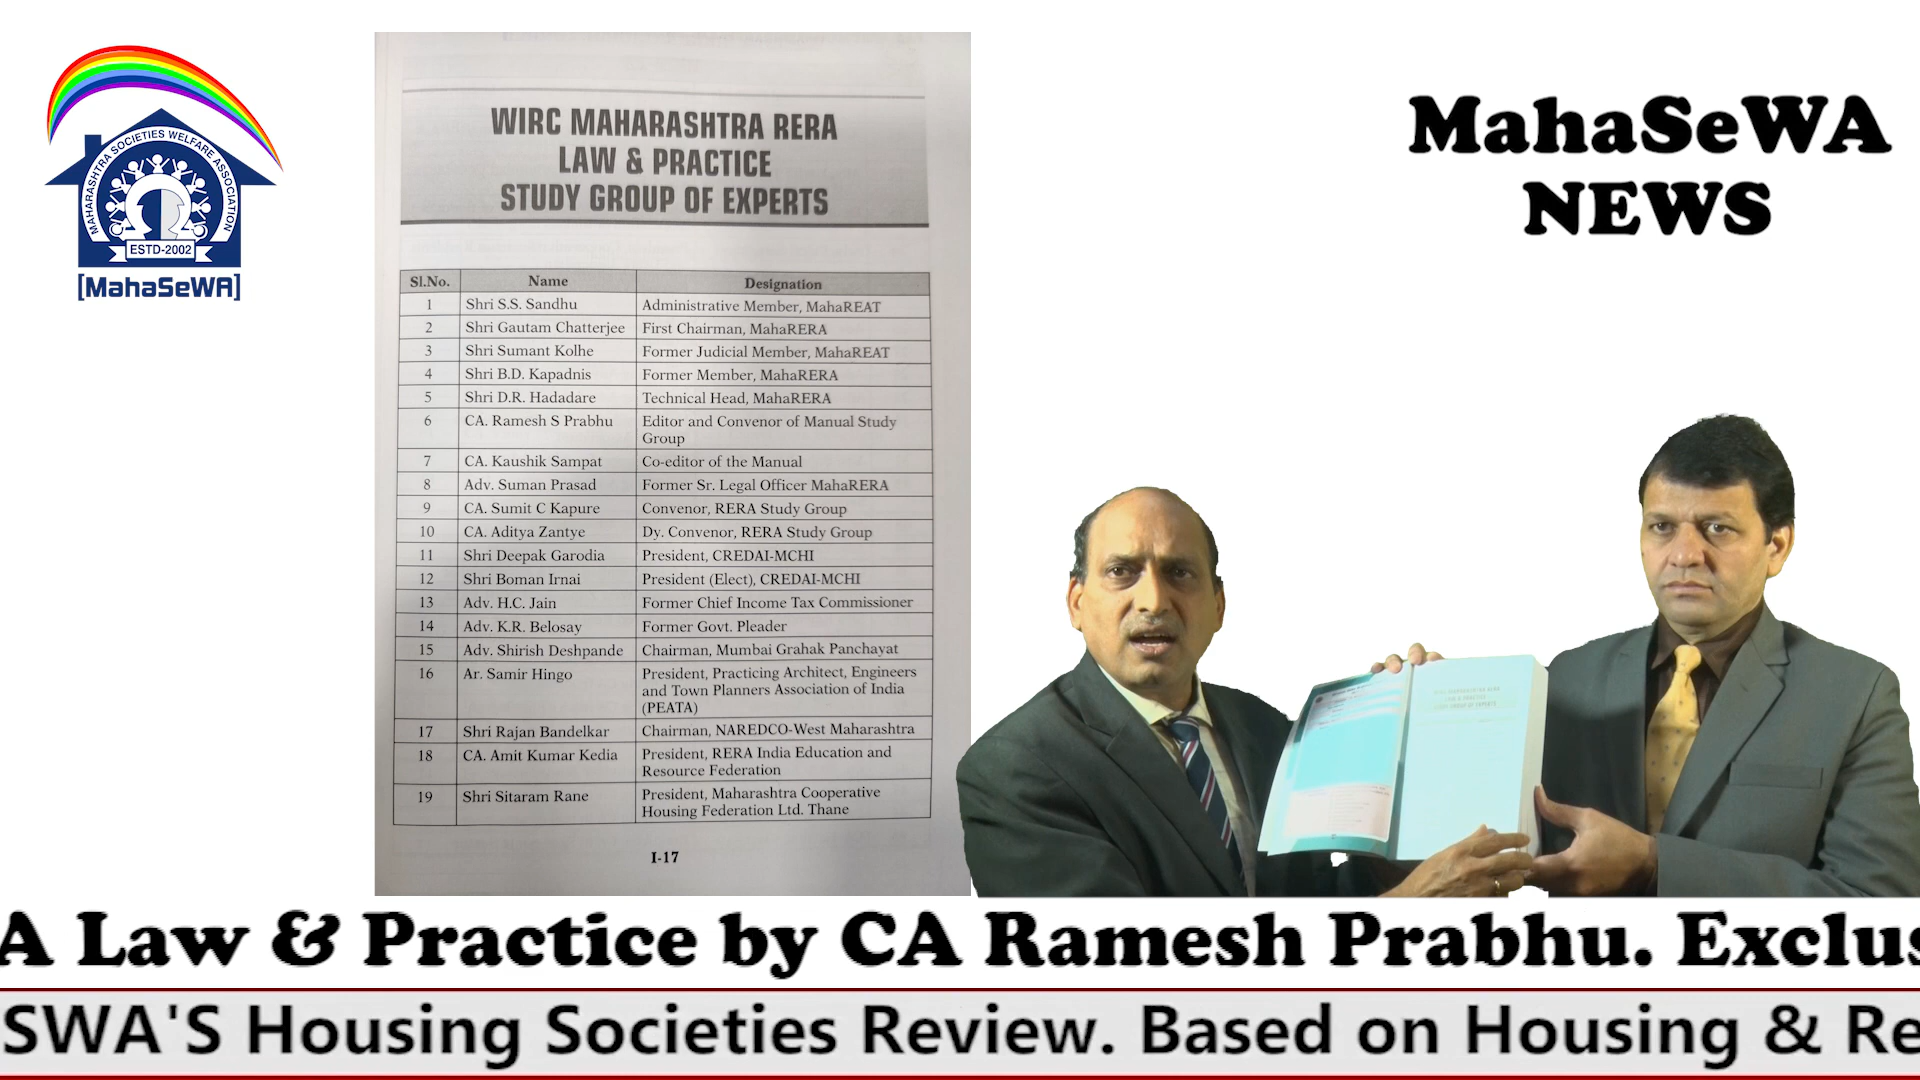 MAHARASHTRA SOCIETIES WELFARE ASSOCIATION
ESTD-2002
[MahaSeWA]
WIRC MAHARASHTRA RERA
LAW & PRACTICE
STUDY GROUP OF EXPERTS
Sl.No. Name Designation
1 Shri S.S. Sandhu Administrative Member, MahaREAT
2 Shri Gautam Chatterjee First Chairman, MahaRERA
3 Shri Sumant Kolhe Former Judicial Member, MahaREAT
4 Shri B.D. Kapadnis Former Member, MahaRERA
5 Shri D.R. Hadadare Technical Head, MahaRERA
6 CA. Ramesh S Prabhu Editor and Convenor of Manual Study
Group
7 CA. Kaushik Sampat Co-editor of the Manual
8 Adv. Suman Prasad Former Sr. Legal Officer MahaRERA
9 CA. Sumit C Kapure Convenor, RERA Study Group
10 CA. Aditya Zantye Dy. Convenor, RERA Study Group
11 Shri Deepak Garodia President, CREDAI-MCHI
12 Shri Boman Irnai President (Elect), CREDAI-MCHI
13 Adv. H.C. Jain Former Chief Income Tax Commissioner
14 Adv. K.R. Belosay Former Govt. Pleader
15 Adv. Shirish Deshpande Chairman, Mumbai Grahak Panchayat
16 Ar. Samir Hingo President, Practicing Architect, Engineers
and Town Planners Association of India
(PEATA)
17 Shri Rajan Bandelkar Chairman, NAREDCO-West Maharashtra
18 CA. Amit Kumar Kedia President, RERA India Education and
Resource Federation
19 Shri Sitaram Rane President, Maharashtra Cooperative
Housing Federation Ltd. Thane
I-17
MahaSeWA
NEWS
A Law & Practice by CA Ramesh Prabhu. Exclus
SWA'S Housing Societies Review. Based on Housing & Re